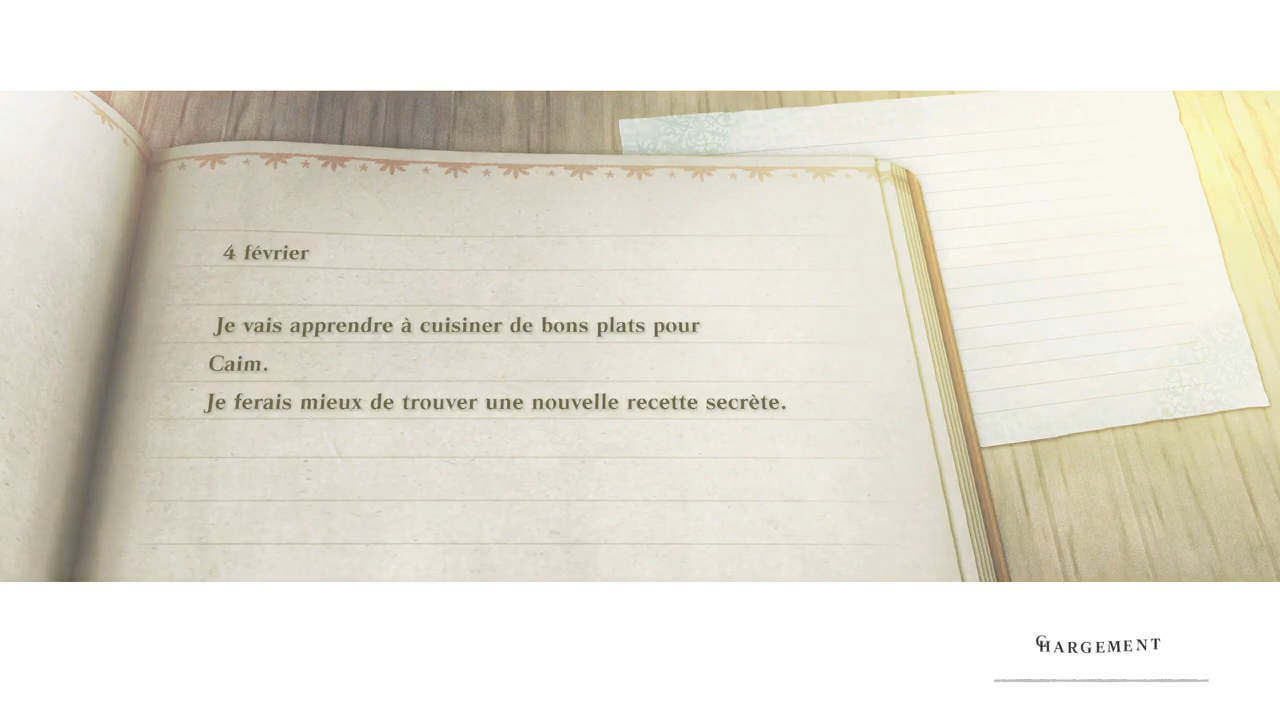 4 février
Je vais apprendre à cuisiner de bons plats pour
Caim.
Je ferais mieux de trouver une nouvelle recette secrète.
CHARGEMENT